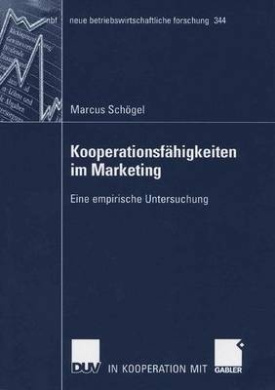 nbf neue betriebswirtschaftliche forschung 344
Marcus Schögel
Kooperationsfähigkeiten
im Marketing
Eine empirische Untersuchung
DUV IN KOOPERATION MIT GABLER